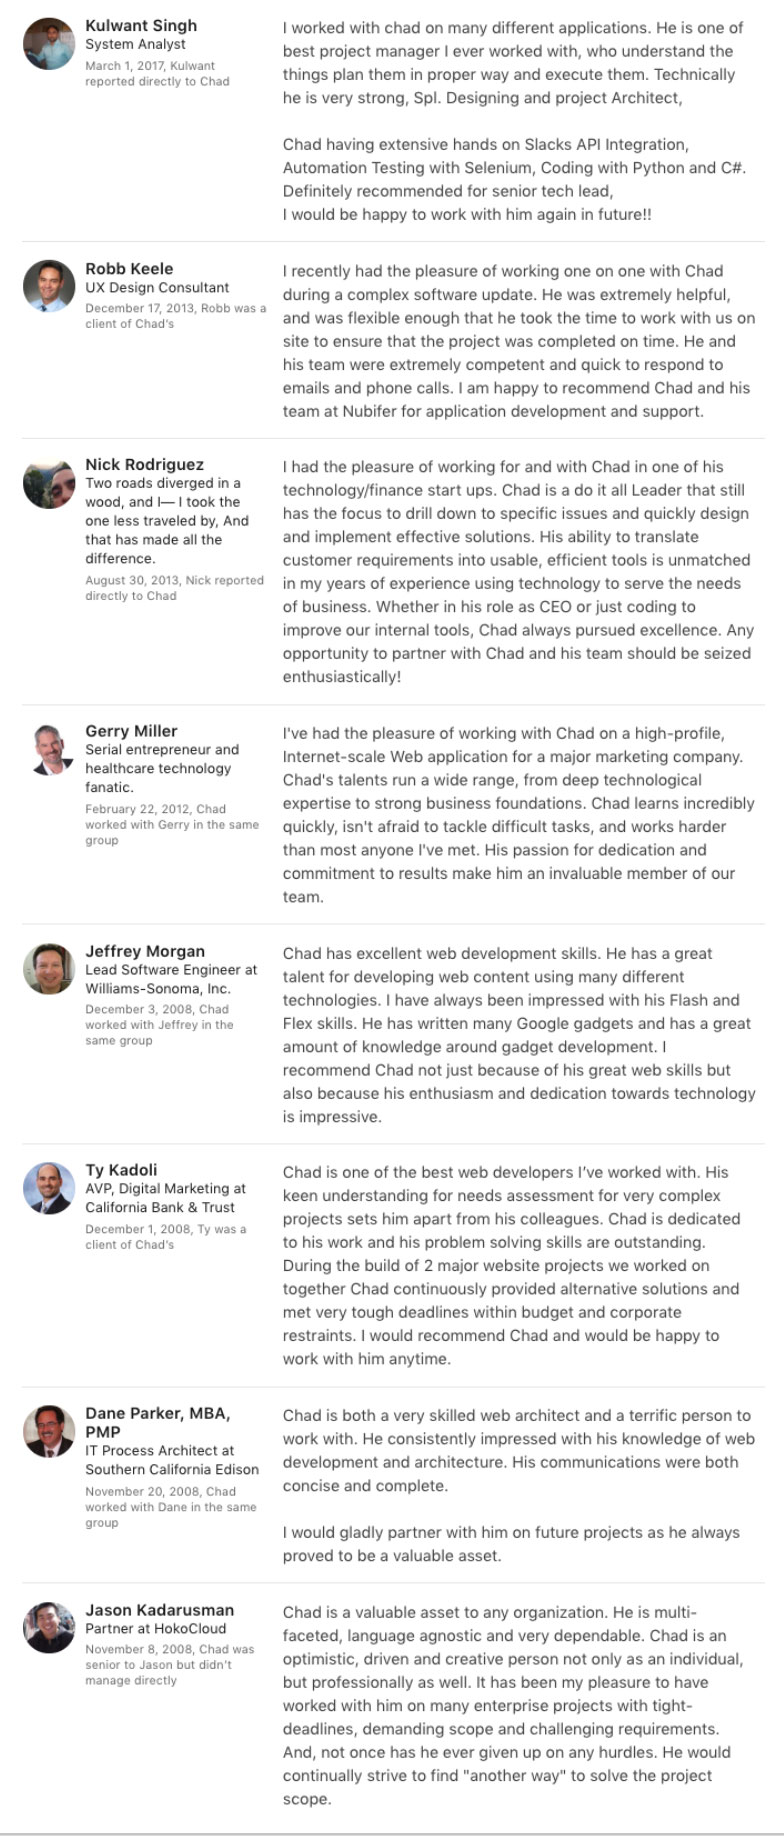 Kulwant Singh
System Analyst
March 1, 2017, Kulwant
reported directly to Chad
I worked with chad on many different applications. He is one of
best project manager I ever worked with, who understand the
things plan them in proper way and execute them. Technically
he is very strong, Spl. Designing and project Architect,
Chad having extensive hands on Slacks API Integration,
Automation Testing with Selenium, Coding with Python and C#.
Definitely recommended for senior tech lead,
I would be happy to work with him again in future!!
Robb Keele
UX Design Consultant
December 17, 2013, Robb was a
client of Chad's
I recently had the pleasure of working one on one with Chad
during a complex software update. He was extremely helpful,
and was flexible enough that he took the time to work with us on
site to ensure that the project was completed on time. He and
his team were extremely competent and quick to respond to
emails and phone calls. I am happy to recommend Chad and his
team at Nubifer for application development and support.
Nick Rodriguez
Two roads diverged in a
wood, and I— I took the
one less traveled by, And
that has made all the
difference.
August 30, 2013, Nick reported
directly to Chad
I had the pleasure of working for and with Chad in one of his
technology/finance start ups. Chad is a do it all Leader that still
has the focus to drill down to specific issues and quickly design
and implement effective solutions. His ability to translate
customer requirements into usable, efficient tools is unmatched
in my years of experience using technology to serve the needs
of business. Whether in his role as CEO or just coding to
improve our internal tools, Chad always pursued excellence. Any
opportunity to partner with Chad and his team should be seized
enthusiastically!
Gerry Miller
Serial entrepreneur and
healthcare technology
fanatic.
February 22, 2012, Chad
worked with Gerry in the same
group
I've had the pleasure of working with Chad on a high-profile,
Internet-scale Web application for a major marketing company.
Chad's talents run a wide range, from deep technological
expertise to strong business foundations. Chad learns incredibly
quickly, isn't afraid to tackle difficult tasks, and works harder
than most anyone I've met. His passion for dedication and
commitment to results make him an invaluable member of our
team.
Jeffrey Morgan
Lead Software Engineer at
Williams-Sonoma, Inc.
December 3, 2008, Chad
worked with Jeffrey in the
same group
Chad has excellent web development skills. He has a great
talent for developing web content using many different
technologies. I have always been impressed with his Flash and
Flex skills. He has written many Google gadgets and has a great
amount of knowledge around gadget development. I
recommend Chad not just because of his great web skills but
also because his enthusiasm and dedication towards technology
is impressive.
Ty Kadoli
AVP, Digital Marketing at
California Bank & Trust
December 1, 2008, Ty was a
client of Chad's
Chad is one of the best web developers I’ve worked with. His
keen understanding for needs assessment for very complex
projects sets him apart from his colleagues. Chad is dedicated
to his work and his problem solving skills are outstanding.
During the build of 2 major website projects we worked on
together Chad continuously provided alternative solutions and
met very tough deadlines within budget and corporate
restraints. I would recommend Chad and would be happy to
work with him anytime.
Dane Parker, MBA,
PMP
IT Process Architect at
Southern California Edison
November 20, 2008, Chad
worked with Dane in the same
group
Chad is both a very skilled web architect and a terrific person to
work with. He consistently impressed with his knowledge of web
development and architecture. His communications were both
concise and complete.
I would gladly partner with him on future projects as he always
proved to be a valuable asset.
Jason Kadarusman
Partner at HokoCloud
November 8, 2008, Chad was
senior to Jason but didn't
manage directly
Chad is a valuable asset to any organization. He is multi-
faceted, language agnostic and very dependable. Chad is an
optimistic, driven and creative person not only as an individual,
but professionally as well. It has been my pleasure to have
worked with him on many enterprise projects with tight-
deadlines, demanding scope and challenging requirements.
And, not once has he ever given up on any hurdles. He would
continually strive to find "another way" to solve the project
scope.